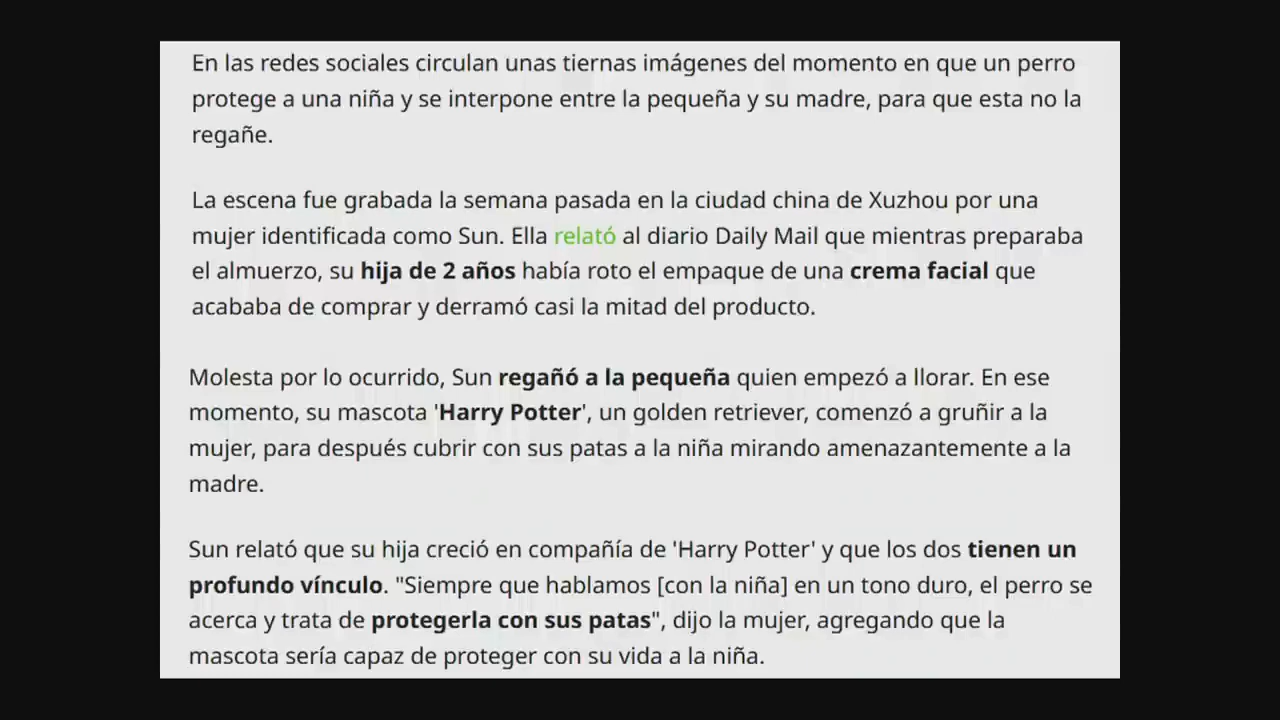 En las redes sociales circulan unas tiernas imágenes del momento en que un perro
protege a una niña y se interpone entre la pequeña y su madre, para que esta no la
regañe.
La escena fue grabada la semana pasada en la ciudad china de Xuzhou por una
mujer identificada como Sun. Ella relató al diario Daily Mail que mientras preparaba
el almuerzo, su hija de 2 años había roto el empaque de una crema facial que
acababa de comprar y derramó casi la mitad del producto.
Molesta por lo ocurrido, Sun regañó a la pequeña quien empezó a llorar. En ese
momento, su mascota 'Harry Potter', un golden retriever, comenzó a gruñir a la
mujer, para después cubrir con sus patas a la niña mirando amenazantemente a la
madre.
Sun relató que su hija creció en compañía de 'Harry Potter' y que los dos tienen un
profundo vínculo. "Siempre que hablamos [con la niña] en un tono duro, el perro se
acerca y trata de protegerla con sus patas", dijo la mujer, agregando que la
mascota sería capaz de proteger con su vida a la niña.